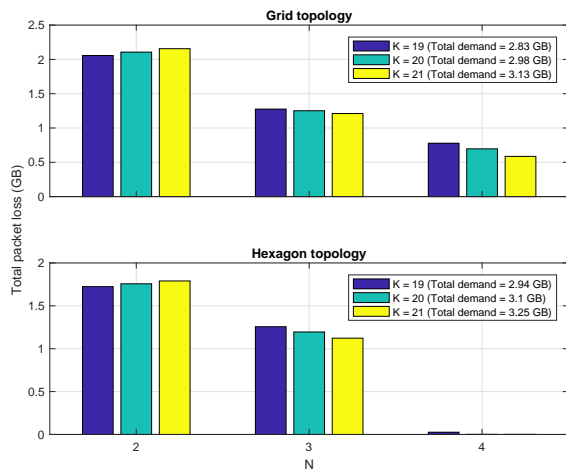 Grid topology
2.5
2
1.5
1
0.5
0
K = 19 (Total demand = 2.83 GB)
K = 20 (Total demand = 2.98 GB)
K = 21 (Total demand = 3.13 GB)
Total packet loss (GB)
Hexagon topology
2
1.5
1
0.5
0
K = 19 (Total demand = 2.94 GB)
K = 20 (Total demand = 3.1 GB)
K = 21 (Total demand = 3.25 GB)
2 3 4
N